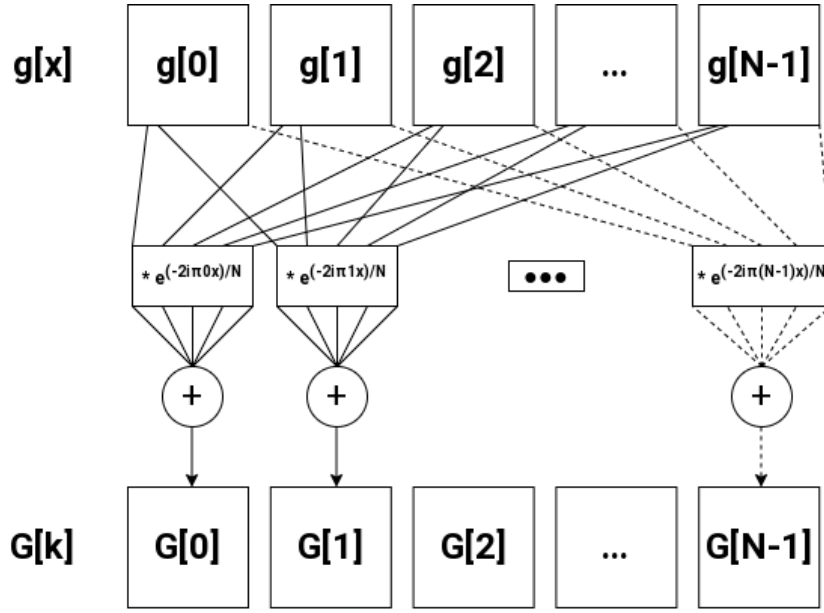 g[x] g[0] g[1] g[2] ... g[N-1]
* e(-2iπ0x)/N * e(-2iπ1x)/N ●●● * e(-2iπ(N-1)x)/N
+ + +
G[k] G[0] G[1] G[2] ... G[N-1]